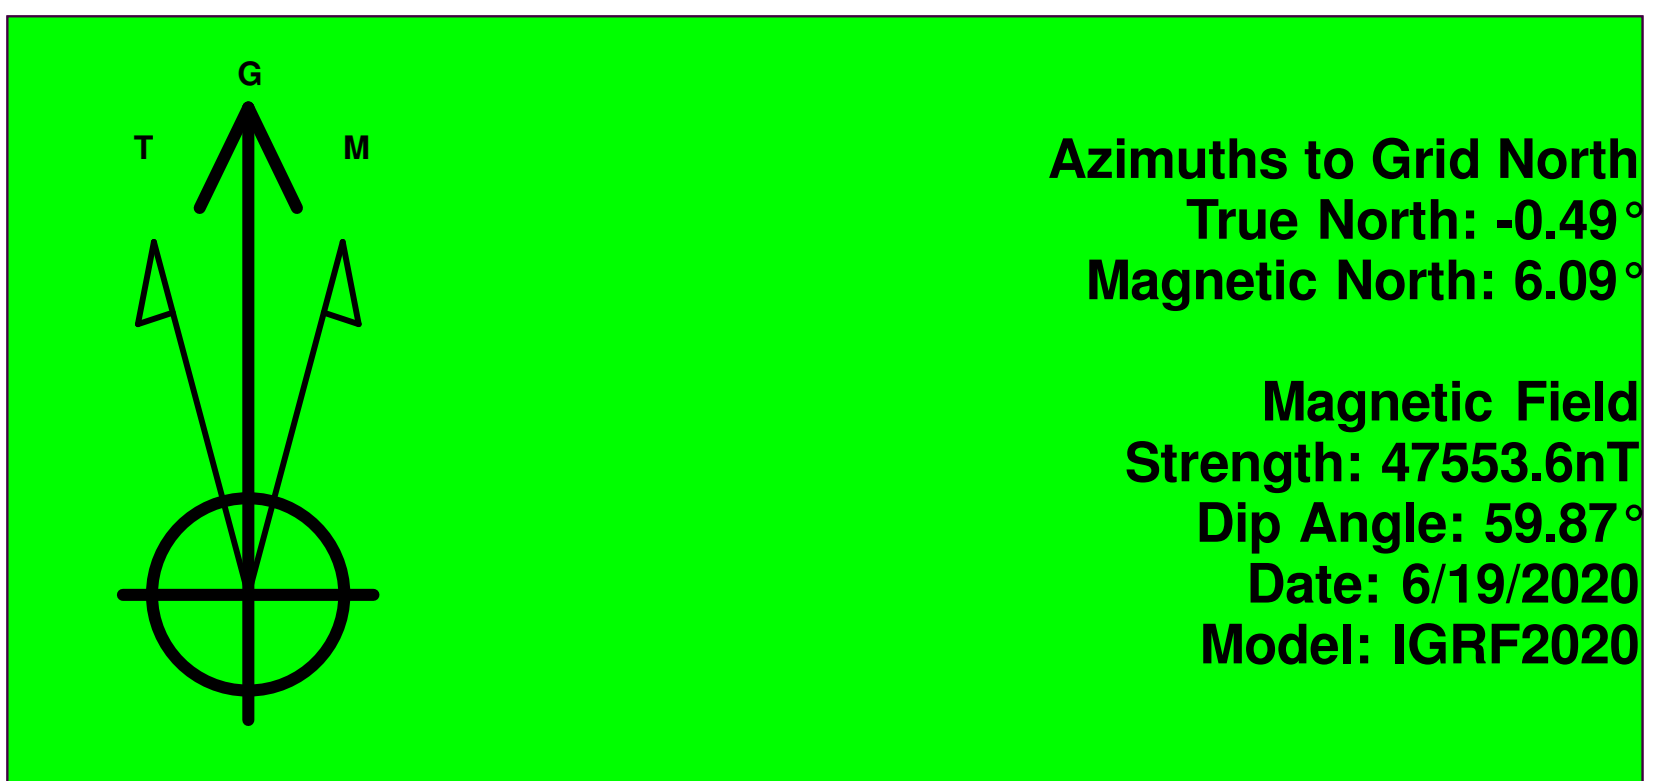 G
T
M
Azimuths to Grid North
True North: -0.49°
Magnetic North: 6.09°
Magnetic Field
Strength: 47553.6nT
Dip Angle: 59.87°
Date: 6/19/2020
Model: IGRF2020